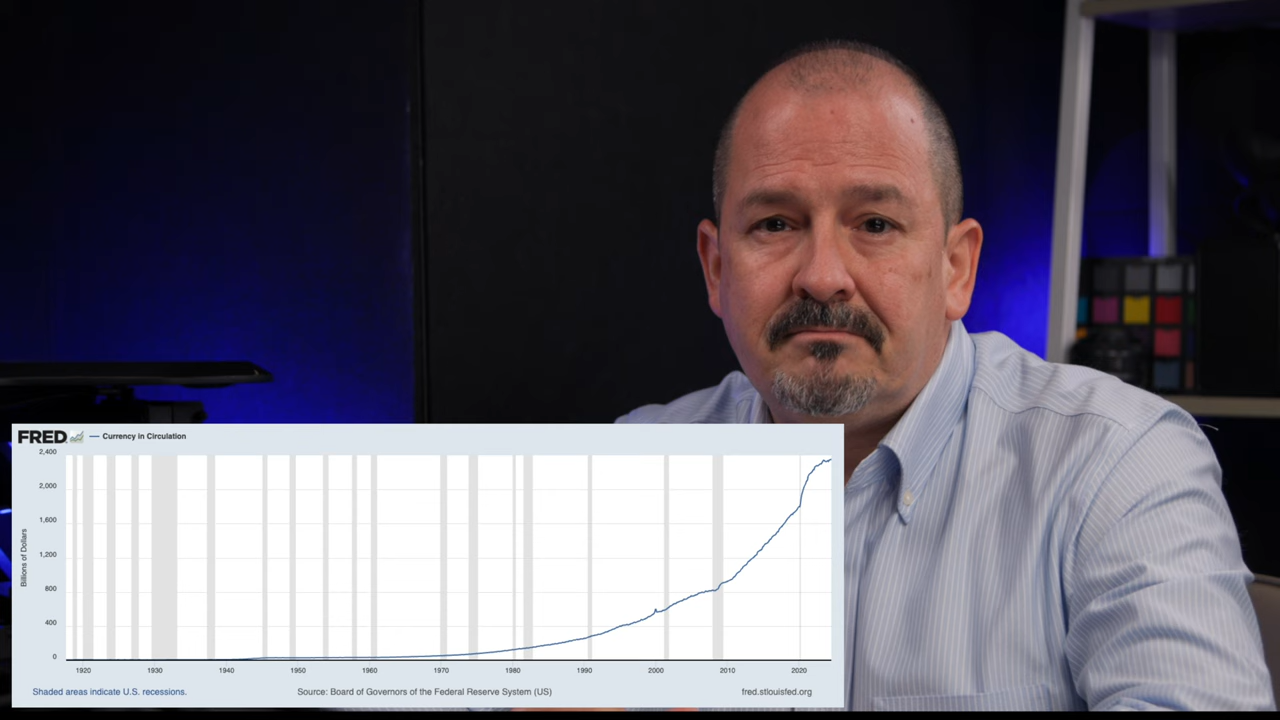 FRED
Currency in Circulation
2,400
2,000
1,600
1,200
800
400
0
Billions of Dollars
1920 1930 1940 1950 1960 1970 1980 1990 2000 2010 2020
Shaded areas indicate U.S. recessions. Source: Board of Governors of the Federal Reserve System (US) fred.stlouisfed.org